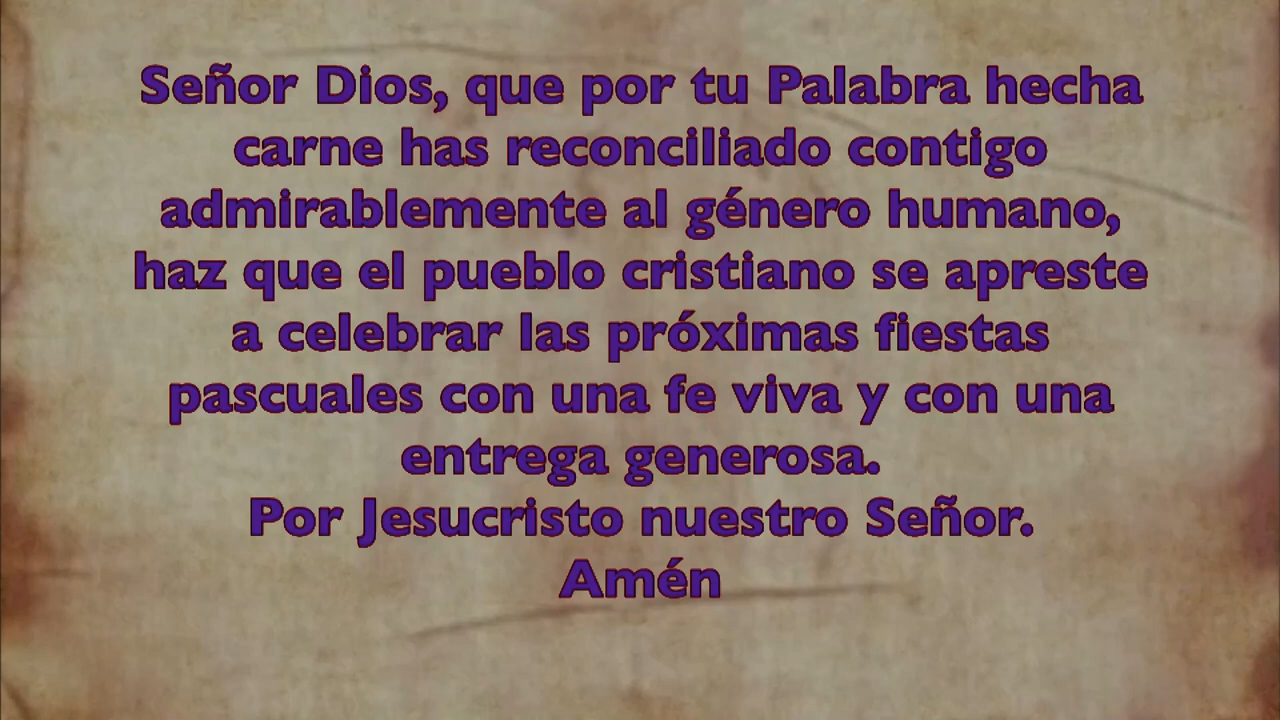 Señor Dios, que por tu Palabra hecha
carne has reconciliado contigo
admirablemente al género humano,
haz que el pueblo cristiano se apreste
a celebrar las próximas fiestas
pascuales con una fe viva y con una
entrega generosa.
Por Jesucristo nuestro Señor.
Amén